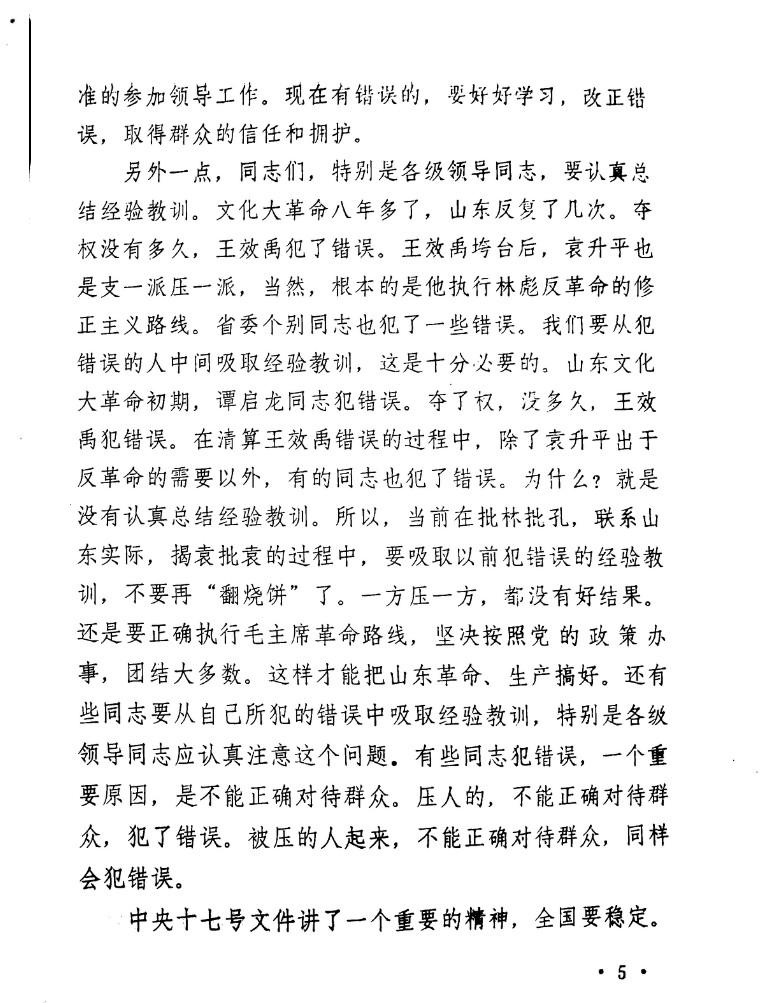 准的参加领导工作。现在有错误的，要好好学习，改正错
误，取得群众的信任和拥护。
另外一点，同志们，特别是各级领导同志，要认真总
结经验教训。文化大革命八年多了，山东反复了几次。夺
权没有多久，王效禹犯了错误。王效禹垮台后，袁升平也
是支一派压一派，当然，根本的是他执行林彪反革命的修
正主义路线。省委个别同志也犯了一些错误。我们要从犯
错误的人中间吸取经验教训，这是十分必要的。山东文化
大革命初期，谭启龙同志犯错误。夺了权，没多久，王效
禹犯错误。在清算王效禹错误的过程中，除了袁升平出于
反革命的需要以外，有的同志也犯了错误。为什么？就是
没有认真总结经验教训。所以，当前在批林批孔，联系山
东实际，揭袁批袁的过程中，要吸取以前犯错误的经验教
训，不要再“翻烧饼”了。一方压一方，都没有好结果。
还是要正确执行毛主席革命路线，坚决按照党的政策办
事，团结大多数。这样才能把山东革命、生产搞好。还有
些同志要从自己所犯的错误中吸取经验教训，特别是各级
领导同志应认真注意这个问题。有些同志犯错误，一个重
要原因，是不能正确对待群众。压人的，不能正确对待群
众，犯了错误。被压的人起来，不能正确对待群众，同样
会犯错误。
中央十七号文件讲了一个重要的精神，全国要稳定。
• 5 •